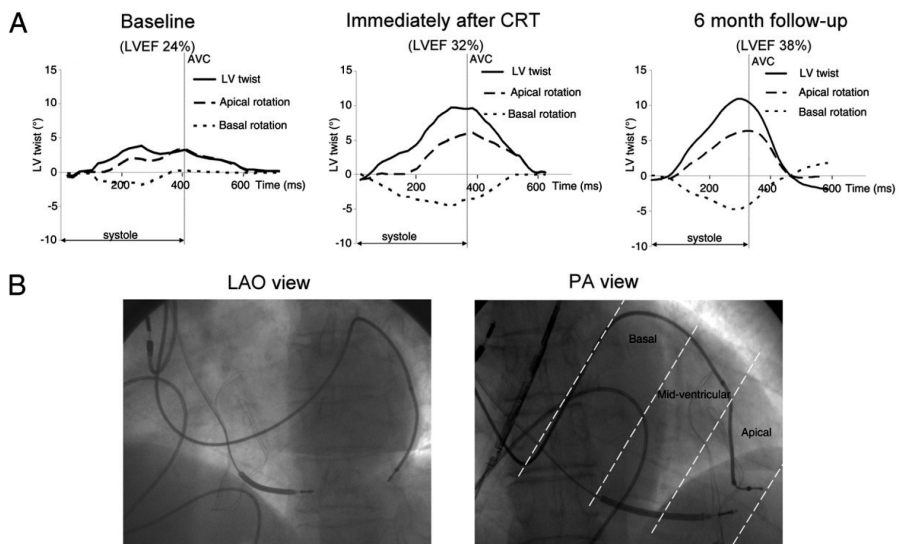 A
Baseline
(LVEF 24%)
AVC
15
LV twist
10
Apical rotation
LV twist (°)
5
Basal rotation
0
200
400
600
Time (ms)
-5
-10
systole
Immediately after CRT
(LVEF 32%)
AVC
15
LV twist
10
Apical rotation
LV twist (°)
5
Basal rotation
0
200
400
600
Time (ms)
-5
-10
systole
6 month follow-up
(LVEF 38%)
AVC
15
LV twist
10
Apical rotation
LV twist (°)
5
Basal rotation
0
200
400
600
Time (ms)
-5
-10
systole
B
LAO view
PA view
Basal
Mid-ventricular
Apical